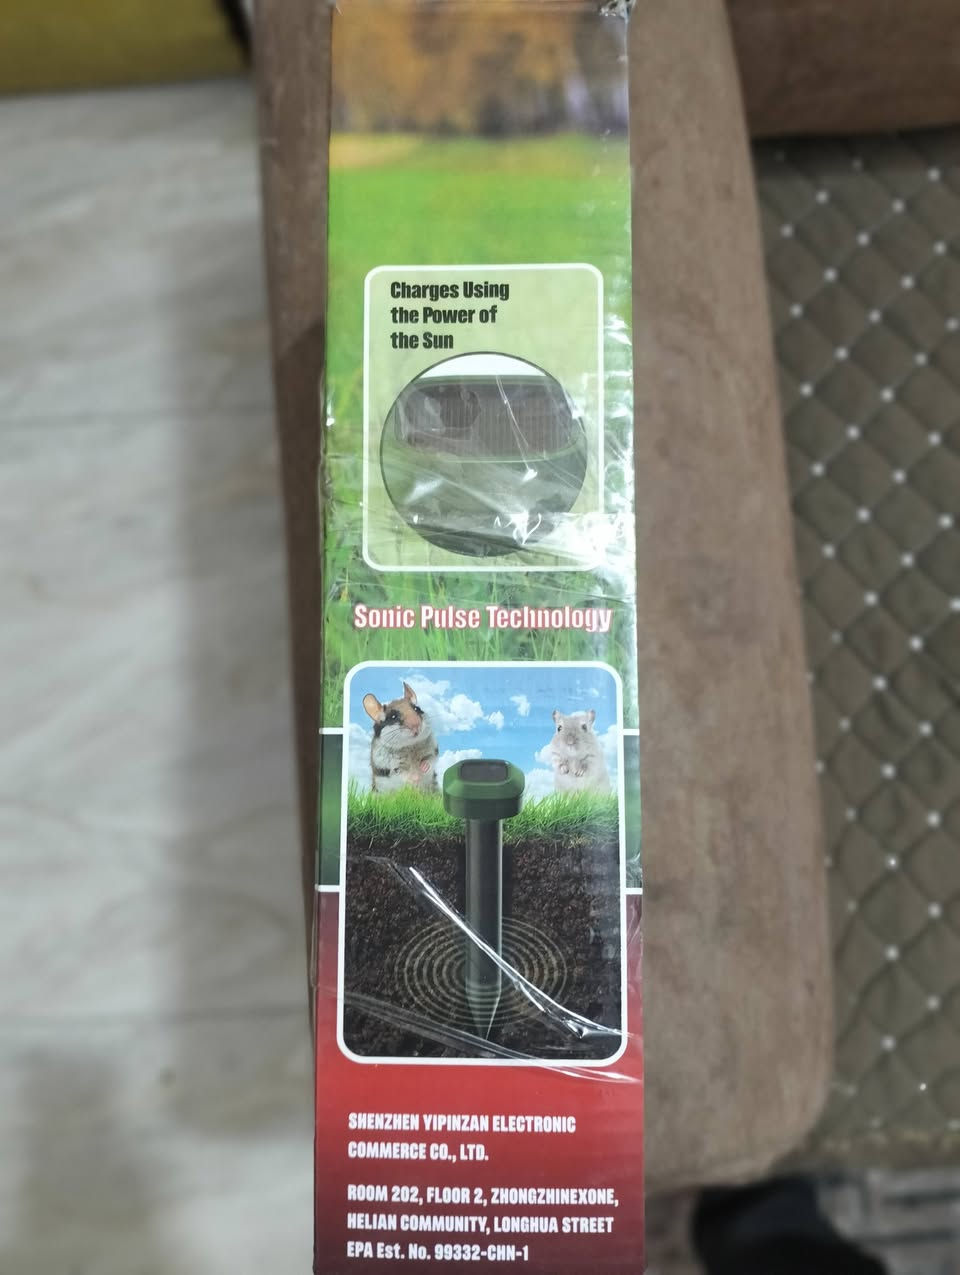 Charges Using
the Power of
the Sun
Sonic Pulse Technology
SHENZHEN YIPINZAN ELECTRONIC
COMMERCE CO., LTD.
ROOM 202, FLOOR 2, ZHONGZHINEXONE,
HELIAN COMMUNITY, LONGHUA STREET
EPA Est. No. 99332-CHN-1